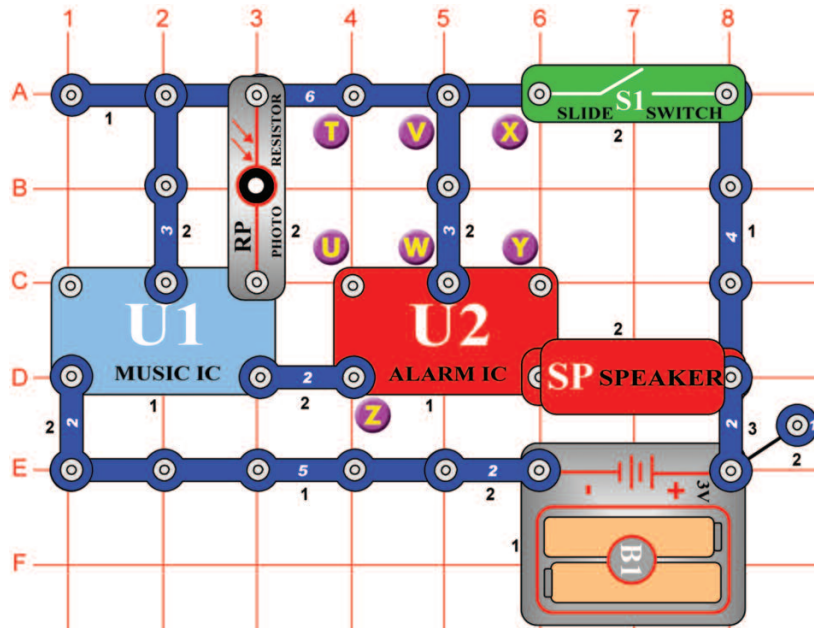 1 2 3 4 5 6 7 8
A
6
S1
SLIDE SWITCH
1
2
T V X
RESISTOR
PHOTO
RP
B
3 2
2
3 2
4 1
U W Y
C
U1
MUSIC IC
U2
ALARM IC
2
D
2
SP SPEAKER
1
2
1
Z
2 2
2 3
1
2
E
5
1
2
2
- +
3V
1
F
B1